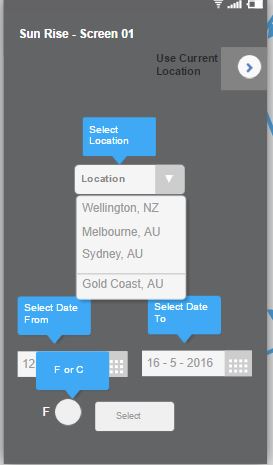 Sun Rise - Screen 01
Use Current
Location
Select
Location
Location
Wellington, NZ
Melbourne, AU
Sydney, AU
Gold Coast, AU
Select Date
From
Select Date
To
12
16 - 5 - 2016
F or C
F
Select